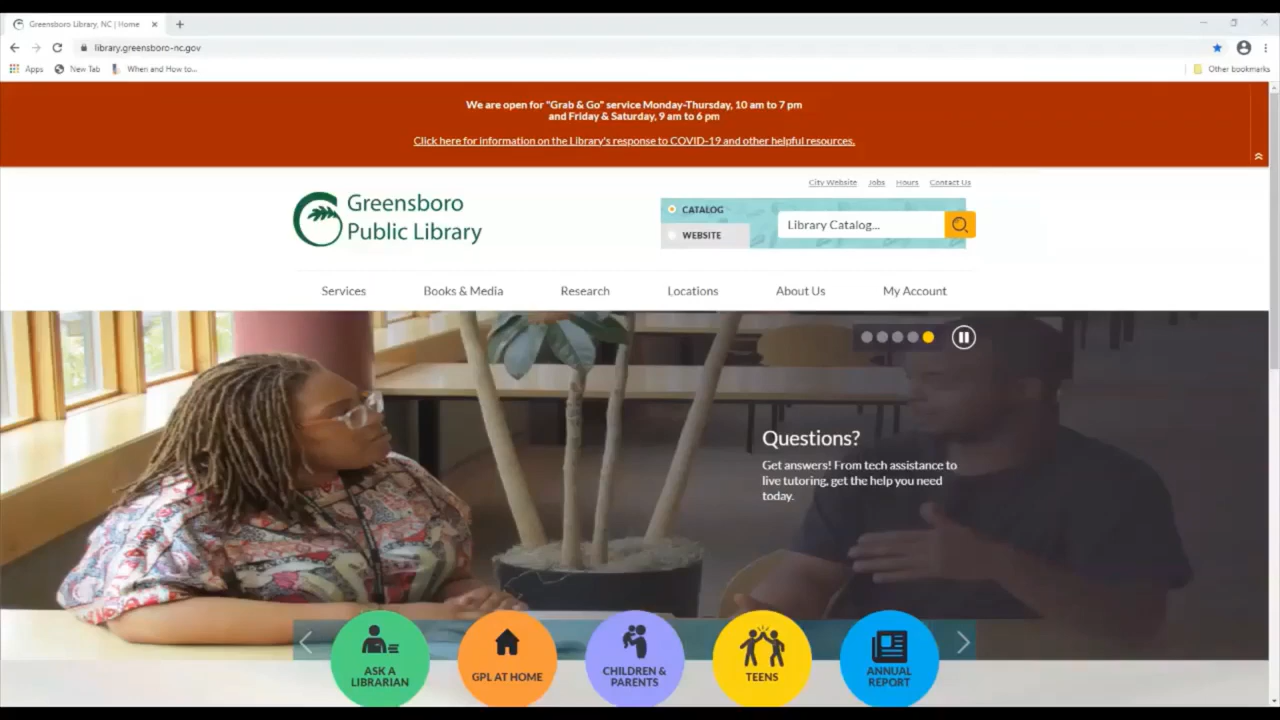 Greensboro Library, NC | Home
library.greensboro-nc.gov
Apps
New Tab
When and How to...
Other bookmarks
We are open for "Grab & Go" service Monday-Thursday, 10 am to 7 pm
and Friday & Saturday, 9 am to 6 pm
Click here for information on the Library's response to COVID-19 and other helpful resources.
City Website
Jobs
Hours
Contact Us
Greensboro
Public Library
CATALOG
WEBSITE
Library Catalog...
Services
Books & Media
Research
Locations
About Us
My Account
Questions?
Get answers! From tech assistance to
live tutoring, get the help you need
today.
ASK A
LIBRARIAN
GPL AT HOME
CHILDREN &
PARENTS
TEENS
ANNUAL
REPORT